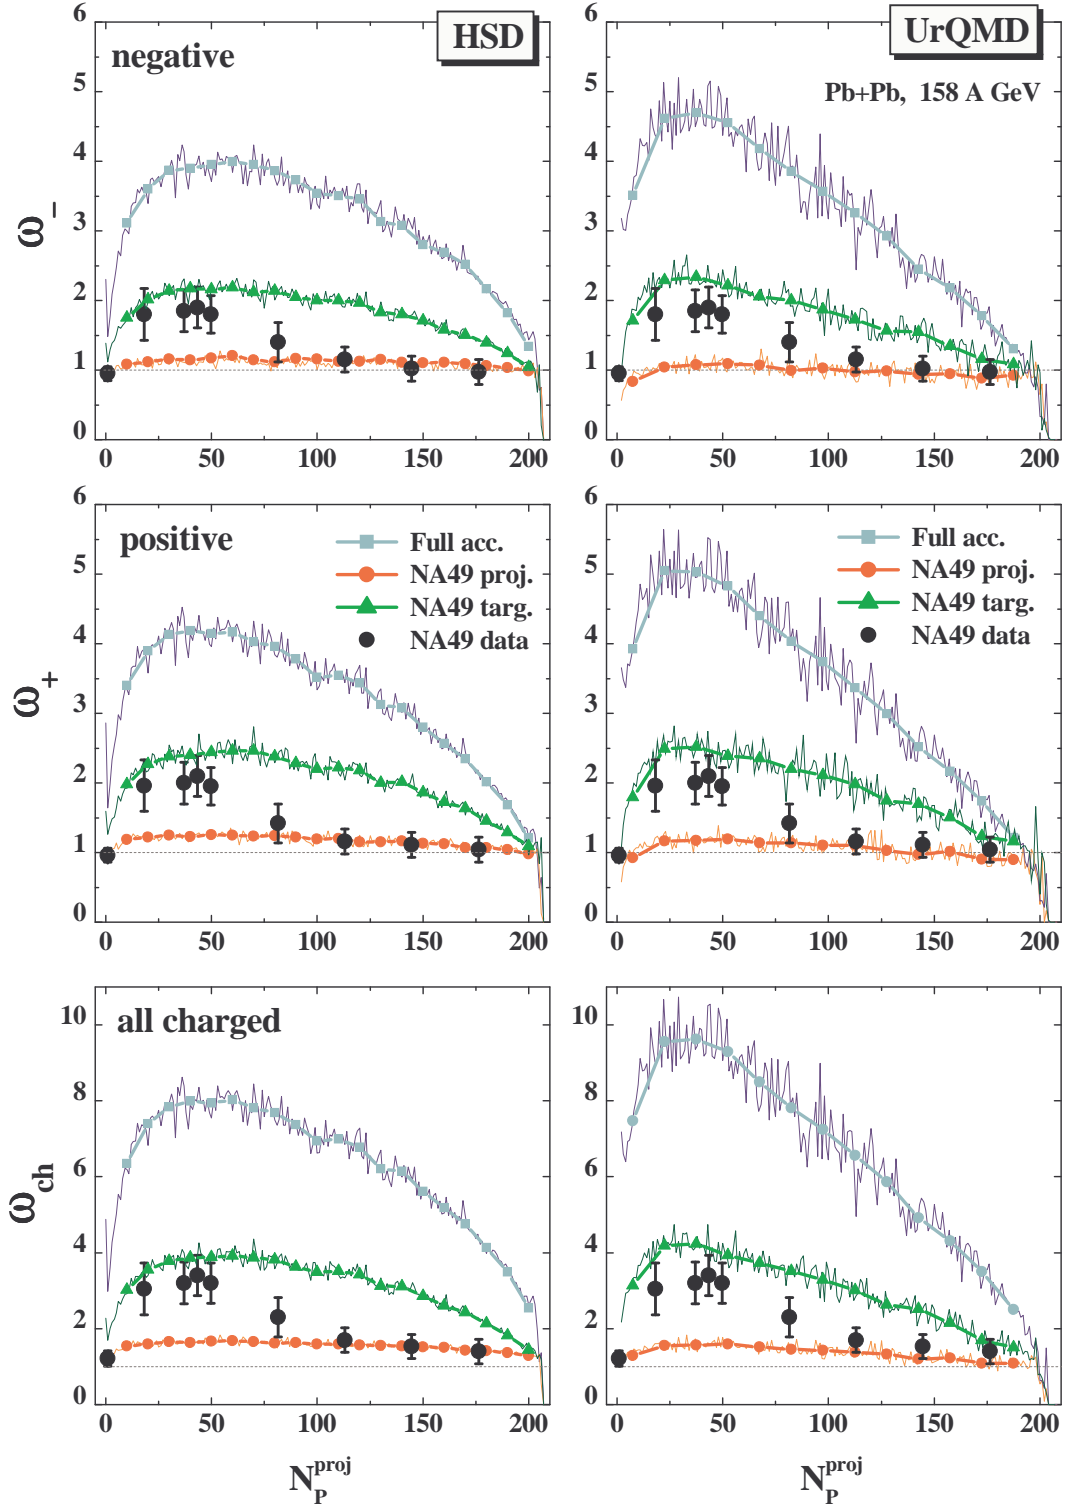 HSD
UrQMD
negative
Pb+Pb, 158 A GeV
ω−
6
5
4
3
2
1
0
0 50 100 150 200
6
5
4
3
2
1
0
0 50 100 150 200
positive
ω+
Full acc.
NA49 proj.
NA49 targ.
NA49 data
6
5
4
3
2
1
0
0 50 100 150 200
Full acc.
NA49 proj.
NA49 targ.
NA49 data
6
5
4
3
2
1
0
0 50 100 150 200
all charged
ωch
10
8
6
4
2
0
0 50 100 150 200
10
8
6
4
2
0
0 50 100 150 200
N_P^proj
N_P^proj